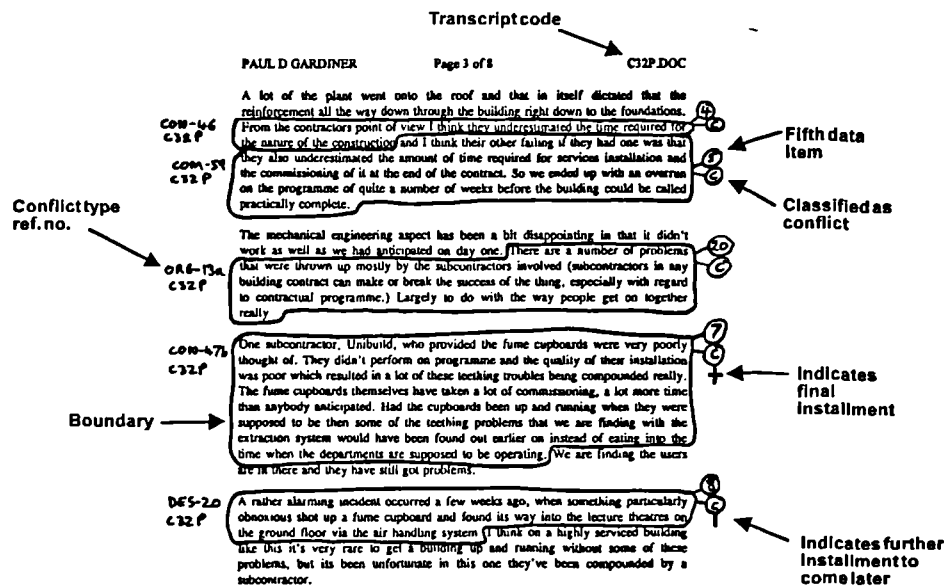 Transcript code
PAUL D GARDINER Page 3 of 8 C32P.DOC
A lot of the plant went onto the roof and that in itself dictated that the
reinforcement all the way down through the building right down to the foundations.
4
COM-46
C32P
From the contractors point of view I think they underestimated the time required for
C
the nature of the construction and I think their other failing if they had one was that
Fifth data
item
COM-59
C32P
they also underestimated the amount of time required for services installation and
5
the commissioning of it at the end of the contract. So we ended up with an overrun
C
on the programme of quite a number of weeks before the building could be called
practically complete.
Classified as
conflict
Conflict type
ref. no.
The mechanical engineering aspect has been a bit disappointing in that it didn't
work as well as we had anticipated on day one. There are a number of problems
20
ORG-13a
C32P
that were thrown up mostly by the subcontractors involved (subcontractors in any
C
building contract can make or break the success of the thing, especially with regard
to contractual programme.) Largely to do with the way people get on together
really
7
COM-47b
C32P
One subcontractor, Unibuild, who provided the fume cupboards were very poorly
C
thought of. They didn't perform on programme and the quality of their installation
was poor which resulted in a lot of these teething troubles being compounded really.
+
Indicates
final
Installment
The fume cupboards themselves have taken a lot of commissioning, a lot more time
than anybody anticipated. Had the cupboards been up and running when they were
Boundary
supposed to be then some of the teething problems that we are finding with the
extraction system would have been found out earlier on instead of eating into the
time when the departments are supposed to be operating. We are finding the users
are in there and they have still got problems.
8
DES-20
C32P
A rather alarming incident occurred a few weeks ago, when something particularly
C
obnoxious shot up a fume cupboard and found its way into the lecture theatres on
the ground floor via the air handling system. I think on a highly serviced building
Indicates further
Installment to
come later
like this it's very rare to get a building up and running without some of these
problems, but its been unfortunate in this one they've been compounded by a
subcontractor.